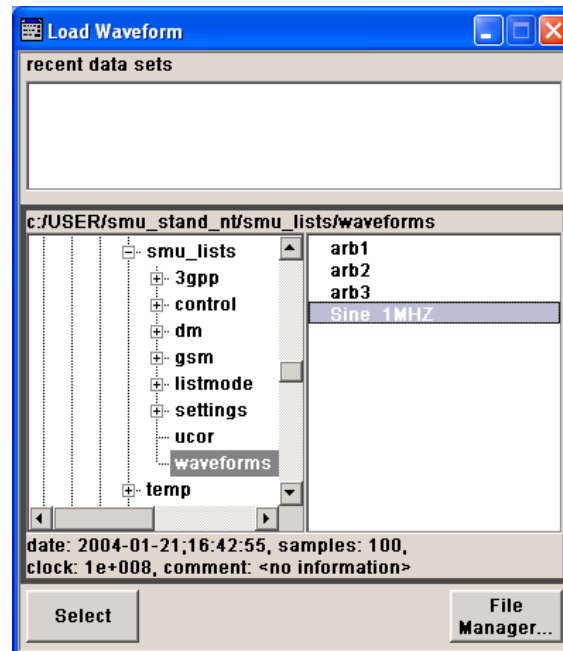 Load Waveform
recent data sets
c:/USER/smu_stand_nt/smu_lists/waveforms
smu_lists
3gpp
control
dm
gsm
listmode
settings
ucor
waveforms
temp
arb1
arb2
arb3
Sine_1MHZ
date: 2004-01-21;16:42:55, samples: 100,
clock: 1e+008, comment: <no information>
Select
File
Manager...